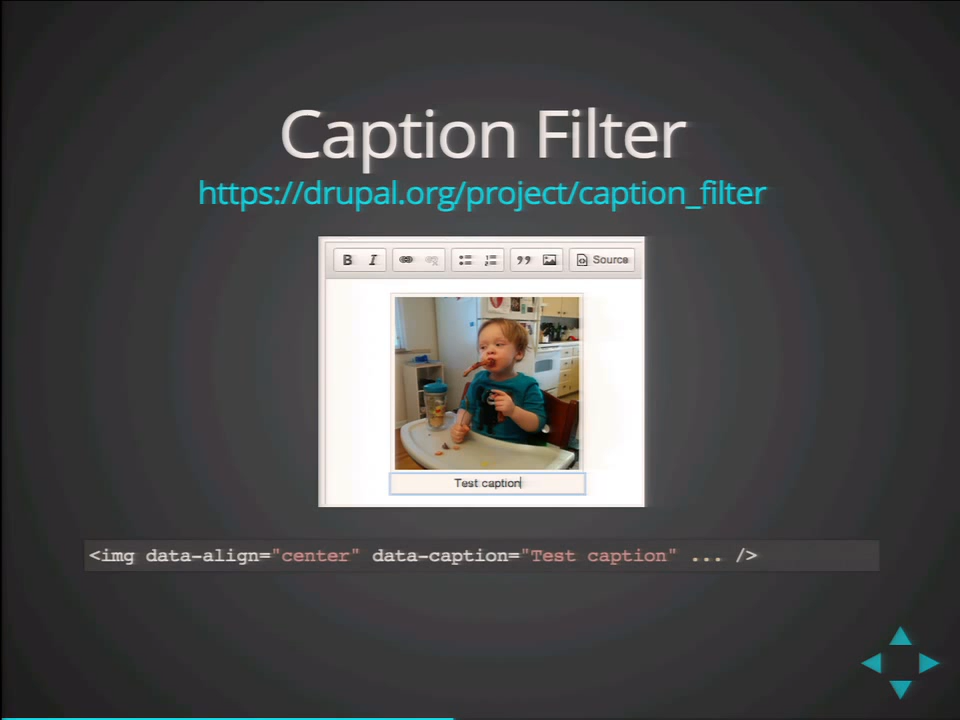 Caption Filter
https://drupal.org/project/caption_filter
B I Source
Test caption
<img data-align="center" data-caption="Test caption" ... />